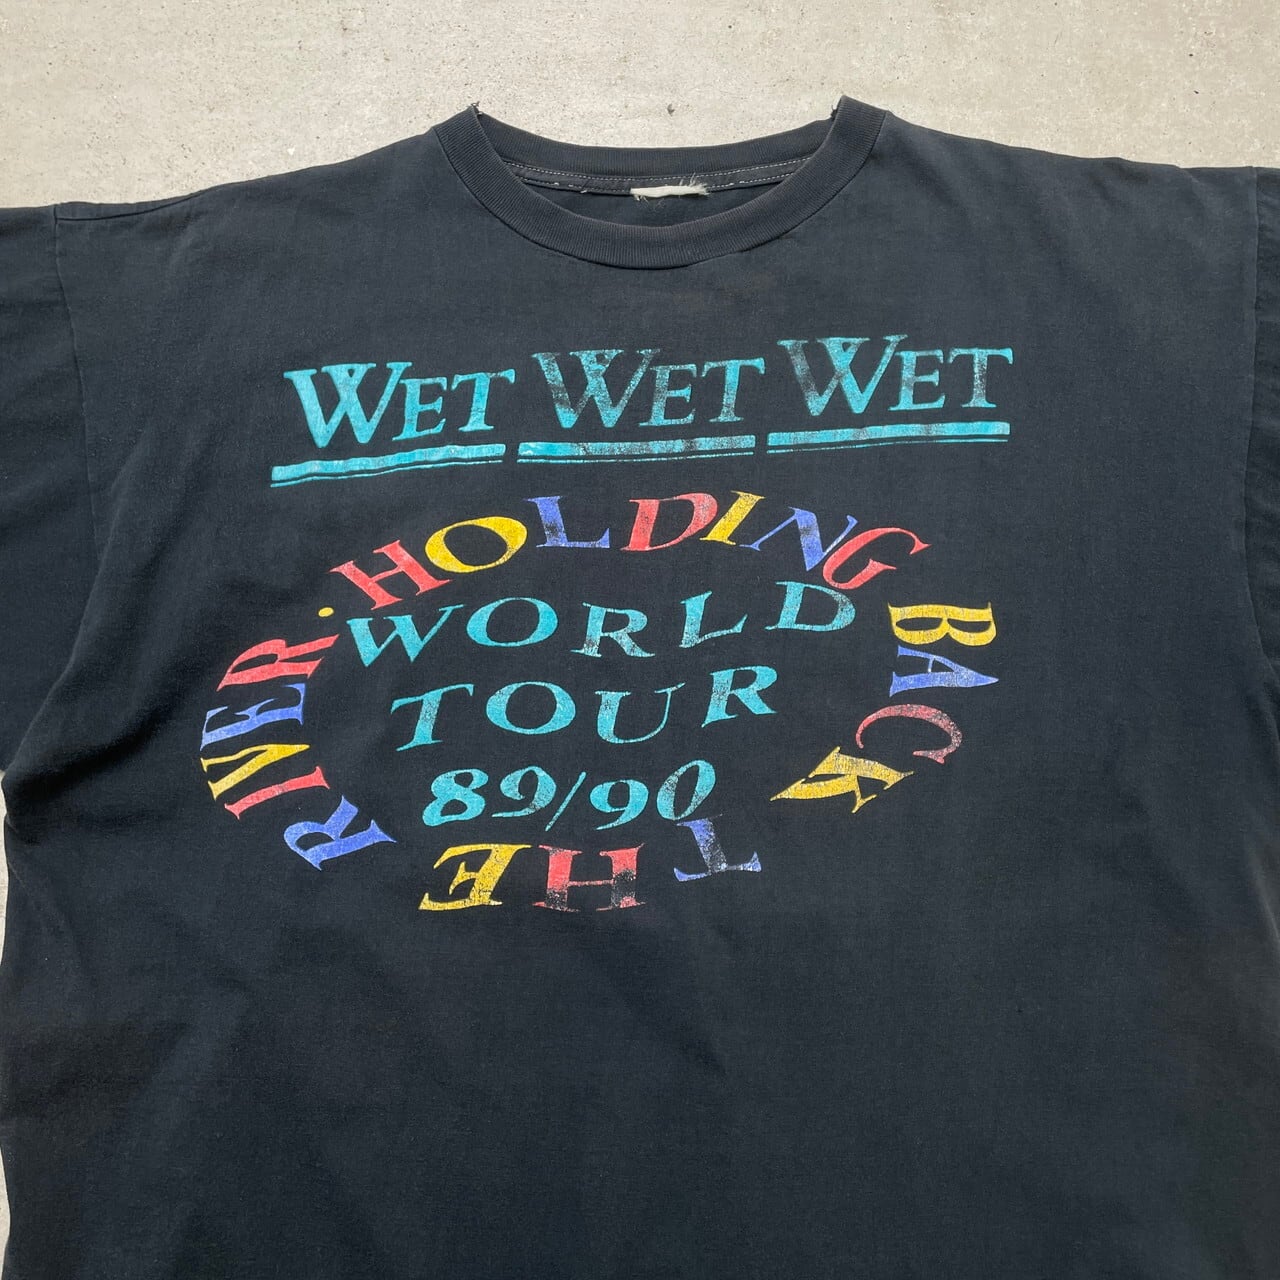 WET WET WET
HOLDING BACK THE RIVER.
WORLD
TOUR
89/90